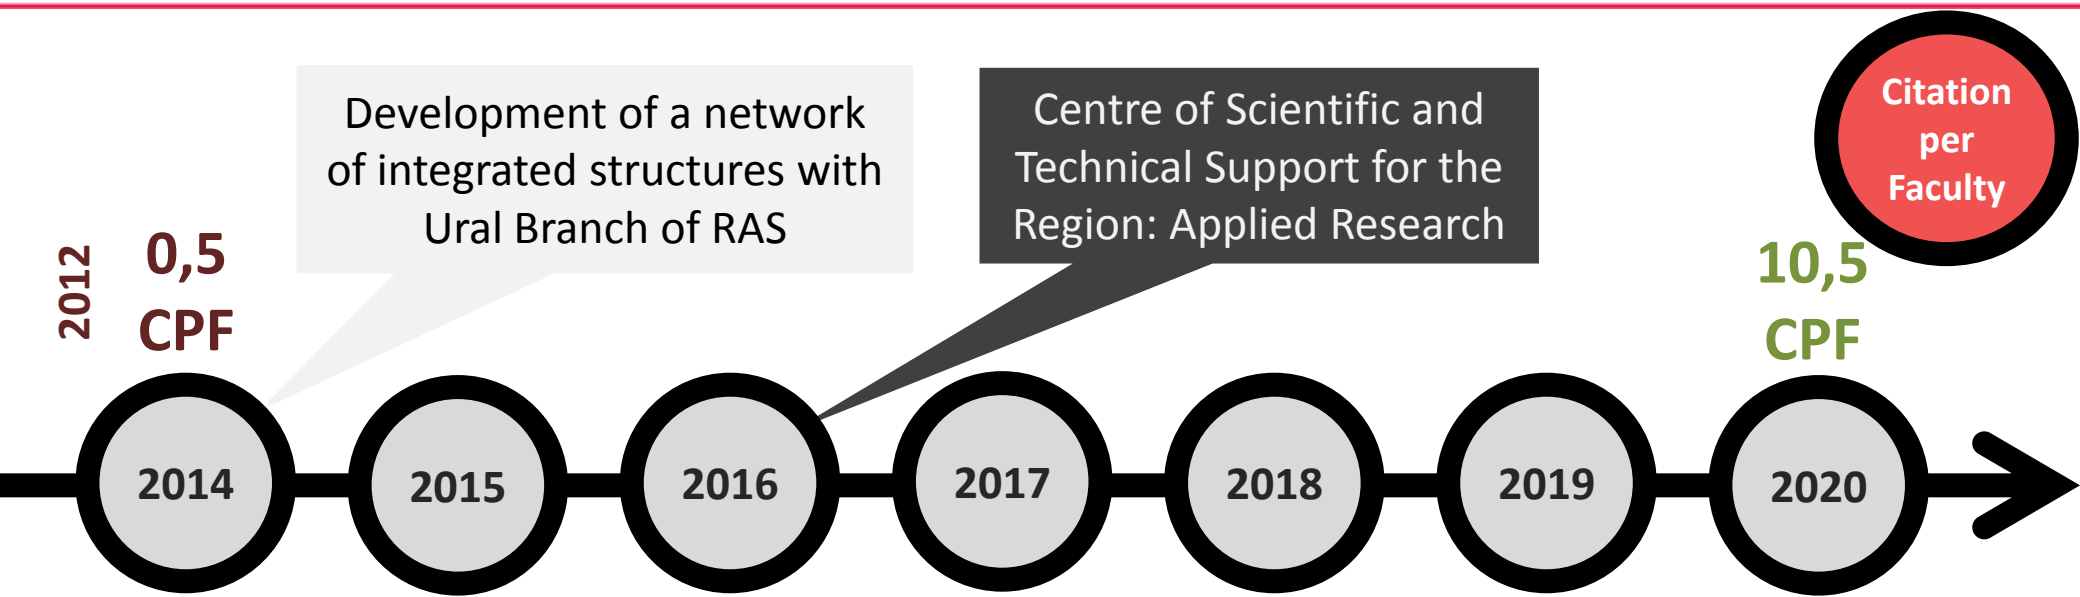 Development of a network
of integrated structures with
Ural Branch of RAS
Centre of Scientific and
Technical Support for the
Region: Applied Research
Citation
per
Faculty
2012
0,5
CPF
10,5
CPF
2014
2015
2016
2017
2018
2019
2020